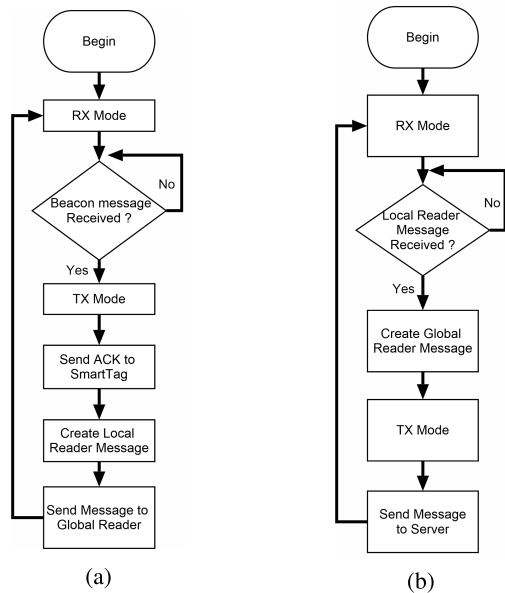 Begin
RX Mode
No
Beacon message
Received ?
Yes
TX Mode
Send ACK to
SmartTag
Create Local
Reader Message
Send Message to
Global Reader
(a)
Begin
RX Mode
No
Local Reader
Message
Received ?
Yes
Create Global
Reader Message
TX Mode
Send Message
to Server
(b)